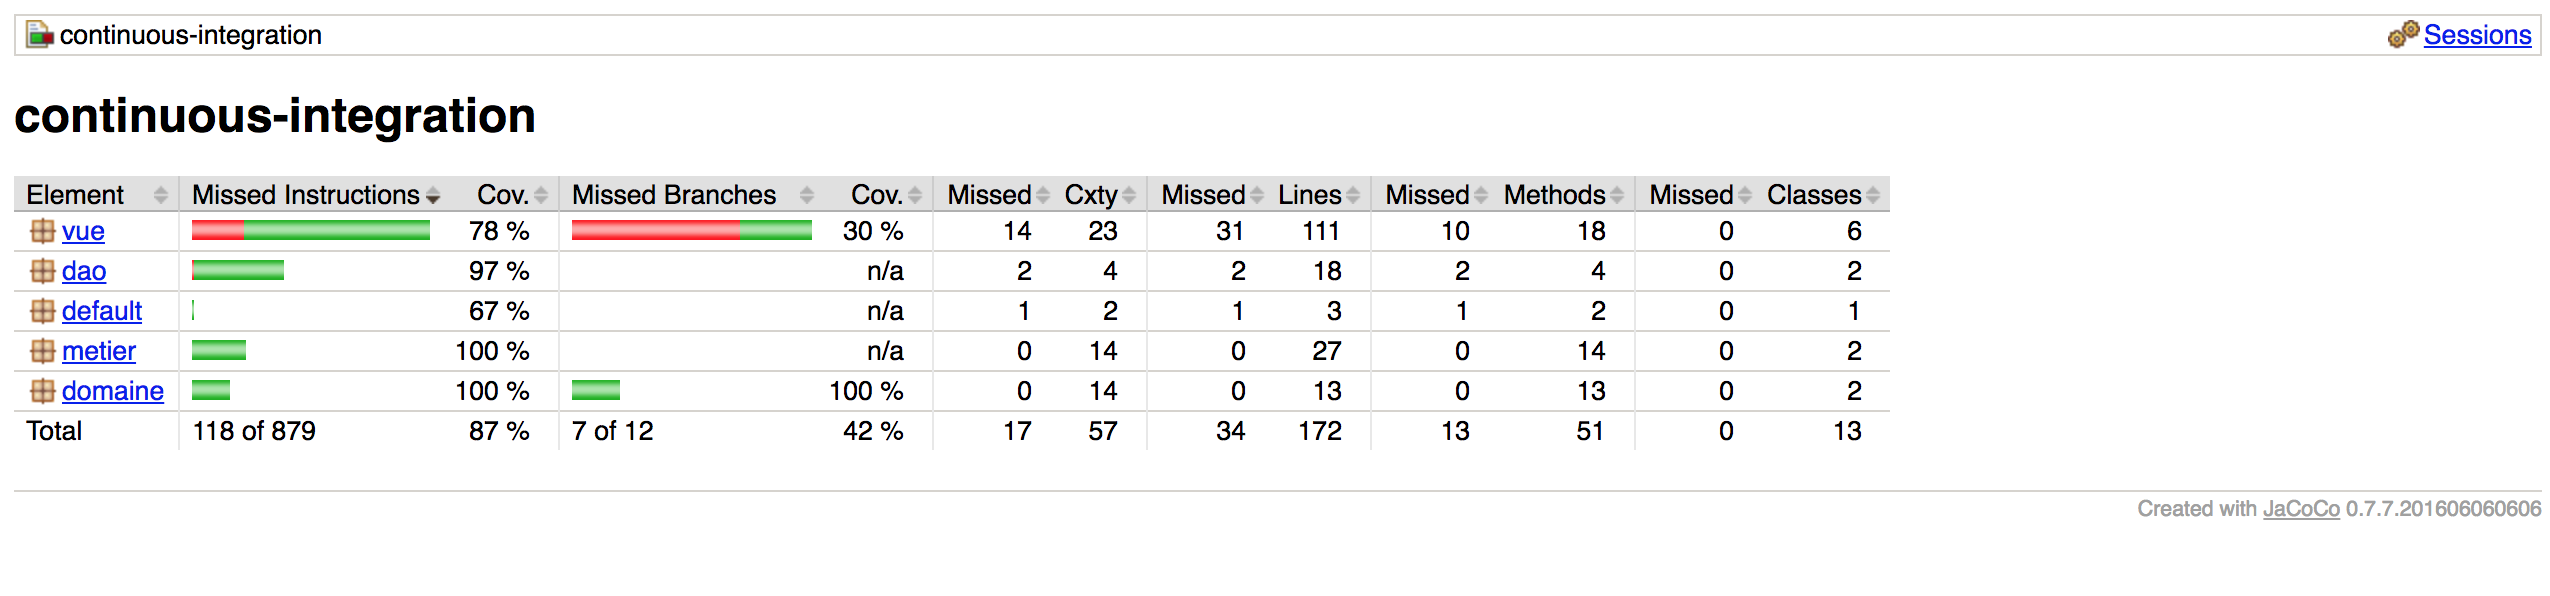 continuous-integration Sessions
continuous-integration
Element Missed Instructions Cov. Missed Branches Cov. Missed Cxty Missed Lines Missed Methods Missed Classes
vue 78 % 30 % 14 23 31 111 10 18 0 6
dao 97 % n/a 2 4 2 18 2 4 0 2
default 67 % n/a 1 2 1 3 1 2 0 1
metier 100 % n/a 0 14 0 27 0 14 0 2
domaine 100 % 100 % 0 14 0 13 0 13 0 2
Total 118 of 879 87 % 7 of 12 42 % 17 57 34 172 13 51 0 13
Created with JaCoCo 0.7.7.201606060606